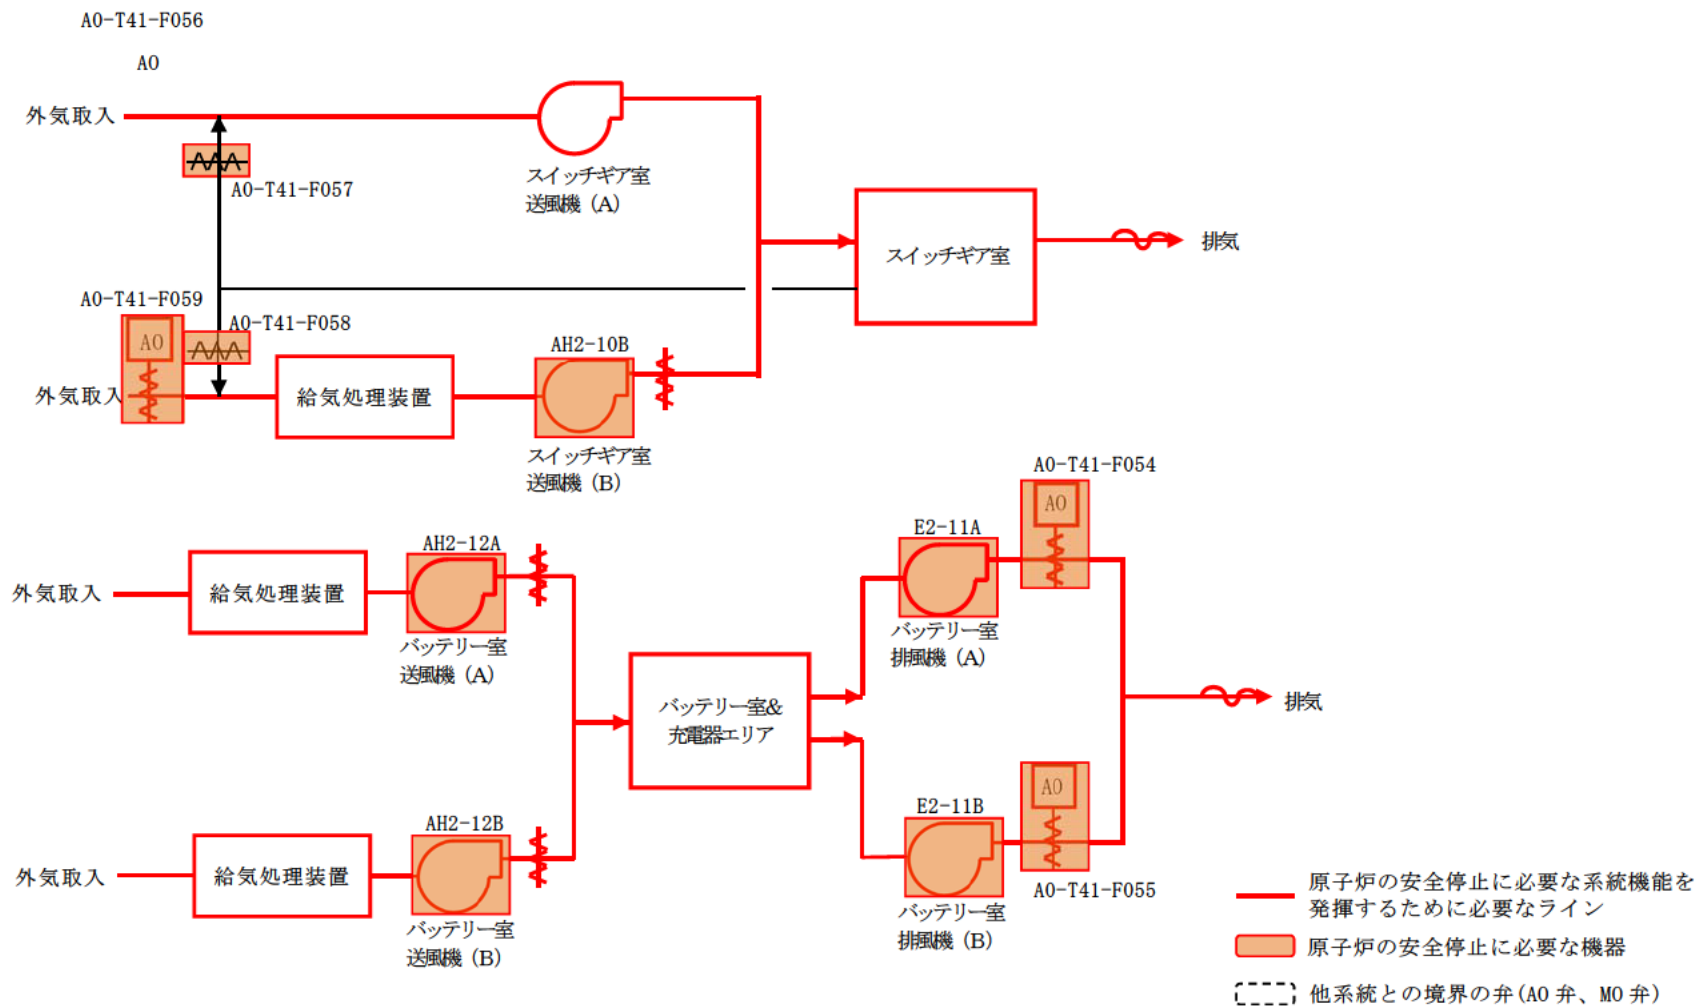 A0-T41-F056
AO
外気取入
A0-T41-F057
スイッチギア室
送風機 (A)
スイッチギア室
排気
A0-T41-F059
AO
A0-T41-F058
外気取入
給気処理装置
AH2-10B
スイッチギア室
送風機 (B)
A0-T41-F054
AO
E2-11A
バッテリー室
排風機 (A)
AH2-12A
外気取入
給気処理装置
バッテリー室
送風機 (A)
バッテリー室&
充電器エリア
排気
AH2-12B
外気取入
給気処理装置
バッテリー室
送風機 (B)
E2-11B
バッテリー室
排風機 (B)
AO
A0-T41-F055
原子炉の安全停止に必要な系統機能を
発揮するために必要なライン
原子炉の安全停止に必要な機器
他系統との境界の弁(AO 弁、MO 弁)